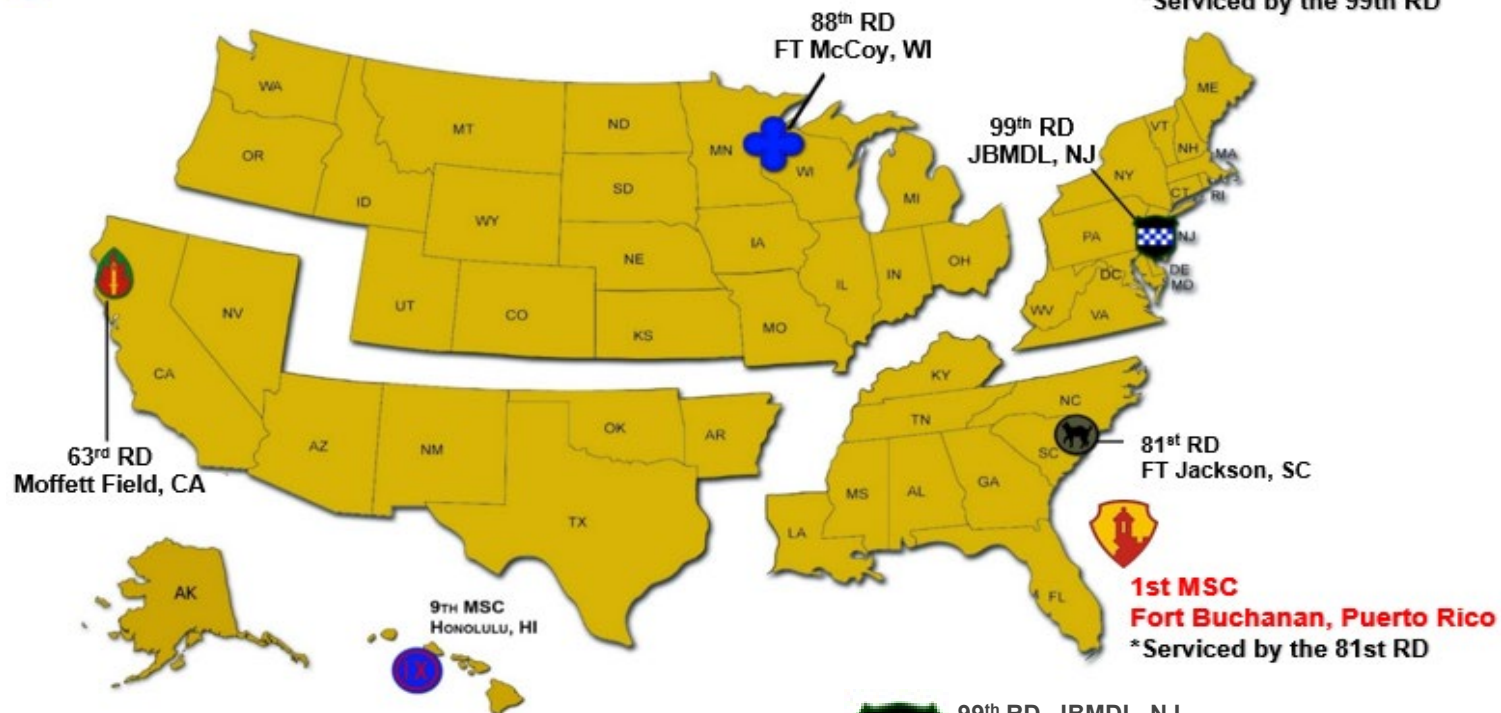 *Serviced by the 99th RD
88th RD
FT McCoy, WI
99th RD
JBMDL, NJ
WA
MT
ND
MN
OR
ID
WY
SD
WI
MI
ME
VT
NH
MA
NY
CT
RI
PA
NJ
DE
MD
DC
WV
VA
NE
IA
IL
IN
OH
NV
UT
CO
KS
MO
CA
63rd RD
Moffett Field, CA
AZ
NM
OK
AR
TX
KY
TN
NC
SC
MS
AL
GA
LA
FL
81st RD
FT Jackson, SC
1st MSC
Fort Buchanan, Puerto Rico
*Serviced by the 81st RD
AK
9TH MSC
HONOLULU, HI
IX
99th RD, JBMDL, NJ